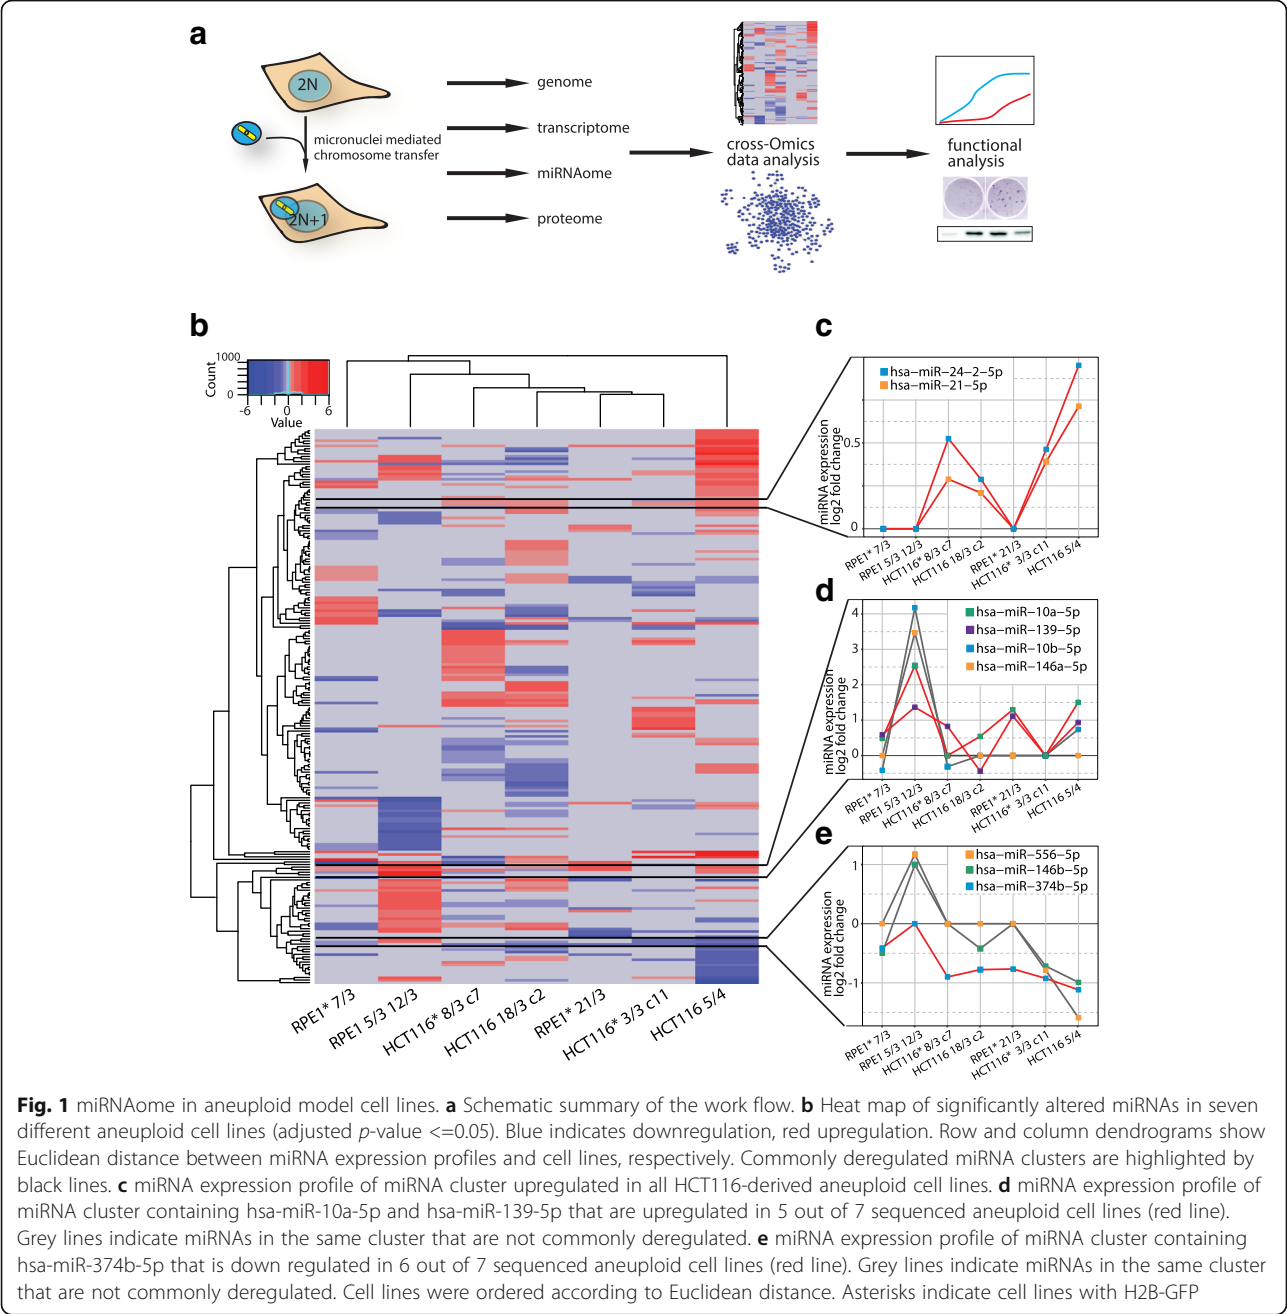 a
2N
micronuclei mediated
chromosome transfer
2N+1
genome
transcriptome
miRNAome
proteome
cross-Omics
data analysis
functional
analysis
b
Count
1000
0
-6 0 6
Value
RPE1* 7/3
RPE1 5/3 12/3
HCT116* 8/3 c7
HCT116 18/3 c2
RPE1* 21/3
HCT116* 3/3 c11
HCT116 5/4
c
hsa-miR-24-2-5p
hsa-miR-21-5p
miRNA expression
log2 fold change
0.5
0
RPE1* 7/3
RPE1 5/3 12/3
HCT116* 8/3 c7
HCT116 18/3 c2
RPE1* 21/3
HCT116* 3/3 c11
HCT116 5/4
d
hsa-miR-10a-5p
hsa-miR-139-5p
hsa-miR-10b-5p
hsa-miR-146a-5p
miRNA expression
log2 fold change
4
3
2
1
0
RPE1* 7/3
RPE1 5/3 12/3
HCT116* 8/3 c7
HCT116 18/3 c2
RPE1* 21/3
HCT116* 3/3 c11
HCT116 5/4
e
hsa-miR-556-5p
hsa-miR-146b-5p
hsa-miR-374b-5p
miRNA expression
log2 fold change
1
0
-1
RPE1* 7/3
RPE1 5/3 12/3
HCT116* 8/3 c7
HCT116 18/3 c2
RPE1* 21/3
HCT116* 3/3 c11
HCT116 5/4
Fig. 1 miRNAome in aneuploid model cell lines. a Schematic summary of the work flow. b Heat map of significantly altered miRNAs in seven
different aneuploid cell lines (adjusted p-value <=0.05). Blue indicates downregulation, red upregulation. Row and column dendrograms show
Euclidean distance between miRNA expression profiles and cell lines, respectively. Commonly deregulated miRNA clusters are highlighted by
black lines. c miRNA expression profile of miRNA cluster upregulated in all HCT116-derived aneuploid cell lines. d miRNA expression profile of
miRNA cluster containing hsa-miR-10a-5p and hsa-miR-139-5p that are upregulated in 5 out of 7 sequenced aneuploid cell lines (red line).
Grey lines indicate miRNAs in the same cluster that are not commonly deregulated. e miRNA expression profile of miRNA cluster containing
hsa-miR-374b-5p that is down regulated in 6 out of 7 sequenced aneuploid cell lines (red line). Grey lines indicate miRNAs in the same cluster
that are not commonly deregulated. Cell lines were ordered according to Euclidean distance. Asterisks indicate cell lines with H2B-GFP